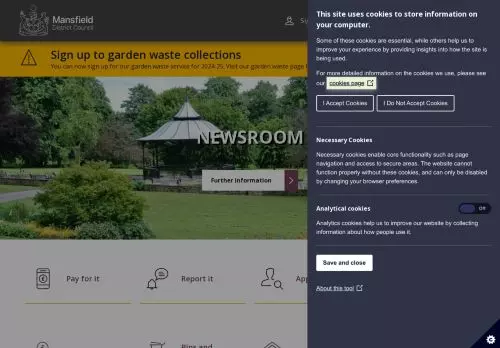 Mansfield
District Council
Sign up to garden waste collections
You can now sign up for our garden waste service for 2024-25. Visit our garden waste page
NEWSROOM
Further Information
Pay for it
Report it
This site uses cookies to store information on
your computer.
Some of these cookies are essential, while others help us to
improve your experience by providing insights into how the site is
being used.
For more detailed information on the cookies we use, please see
our cookies page
I Accept Cookies
I Do Not Accept Cookies
Necessary Cookies
Necessary cookies enable core functionality such as page
navigation and access to secure areas. The website cannot
function properly without these cookies, and can only be disabled
by changing your browser preferences.
Analytical cookies
Off
Analytics cookies help us to improve our website by collecting
information about how people use it.
Save and close
About this tool